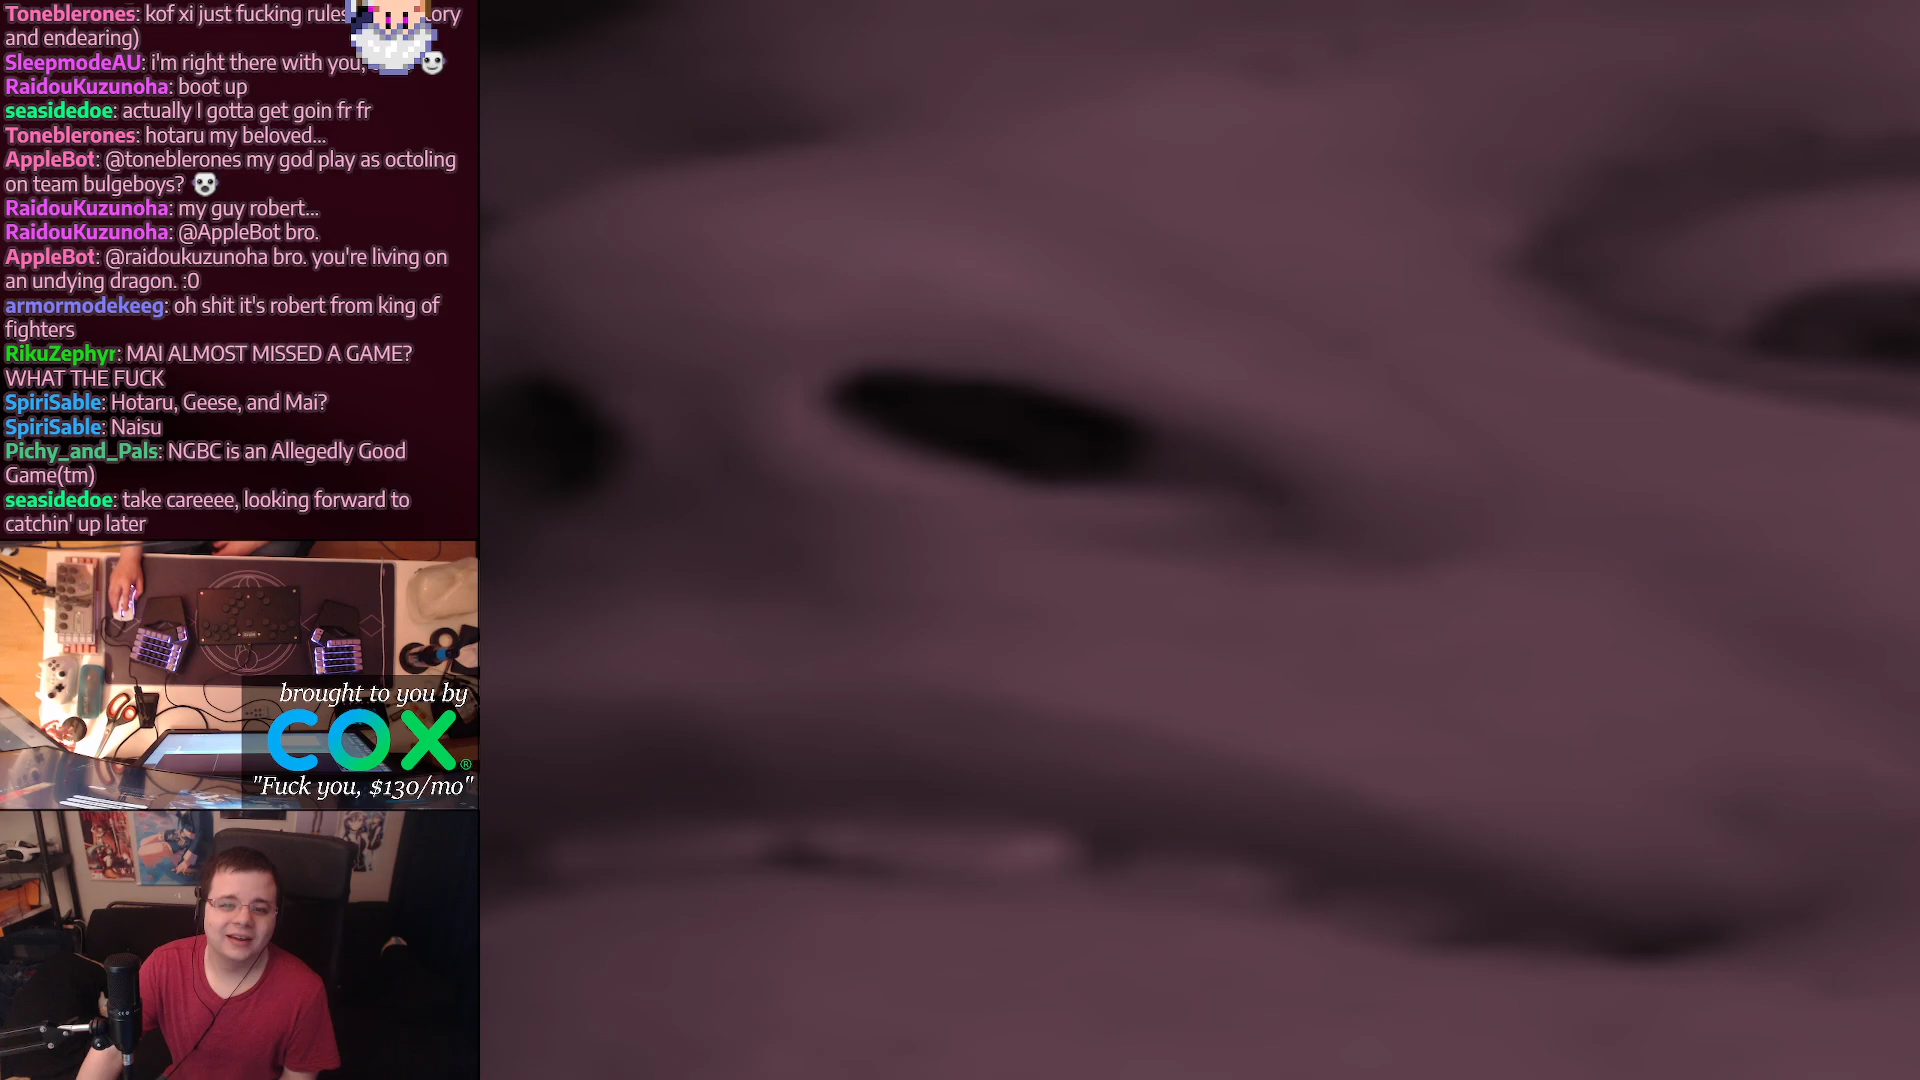 Toneblerones: kof xi just fucking rules ory
and endearing)
SleepmodeAU: i'm right there with you,
RaidouKuzunoha: boot up
seasidedoe: actually I gotta get goin fr fr
Toneblerones: hotaru my beloved...
AppleBot: @toneblerones my god play as octoling
on team bulgeboys?
RaidouKuzunoha: my guy robert...
RaidouKuzunoha: @AppleBot bro.
AppleBot: @raidoukuzunoha bro. you're living on
an undying dragon. :0
armormodekeeg: oh shit it's robert from king of
fighters
RikuZephyr: MAI ALMOST MISSED A GAME?
WHAT THE FUCK
SpiriSable: Hotaru, Geese, and Mai?
SpiriSable: Naisu
Pichy_and_Pals: NGBC is an Allegedly Good
Game(tm)
seasidedoe: take careeee, looking forward to
catchin' up later
brought to you by
COX®
"Fuck you, $130/mo"